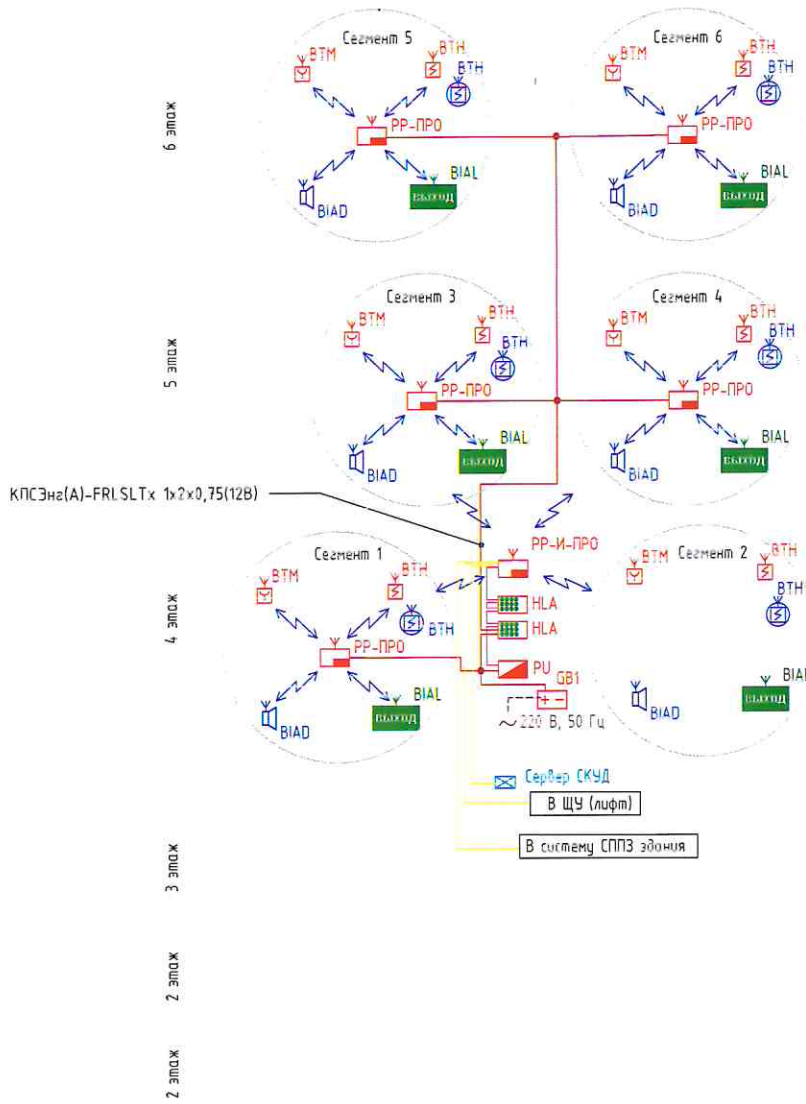 6 этаж
Сегмент 5
BTM
BTH
BTH
РР-ПРО
BIAD
BIAL
ВЫХОД
Сегмент 6
BTM
BTH
BTH
РР-ПРО
BIAD
BIAL
ВЫХОД
5 этаж
Сегмент 3
BTM
BTH
BTH
РР-ПРО
BIAD
BIAL
ВЫХОД
Сегмент 4
BTM
BTH
BTH
РР-ПРО
BIAD
BIAL
ВЫХОД
КПСЭнг(А)-FRLSLTx 1x2x0,75(12В)
4 этаж
Сегмент 1
BTM
BTH
BTH
РР-ПРО
BIAD
BIAL
ВЫХОД
РР-И-ПРО
HLA
HLA
PU
GB1
+ −
~ 220 В, 50 Гц
Сегмент 2
BTM
BTH
BTH
BIAD
BIAL
ВЫХОД
Сервер СКУД
В ЩУ (лифт)
В систему СППЗ здания
3 этаж
2 этаж
2 этаж